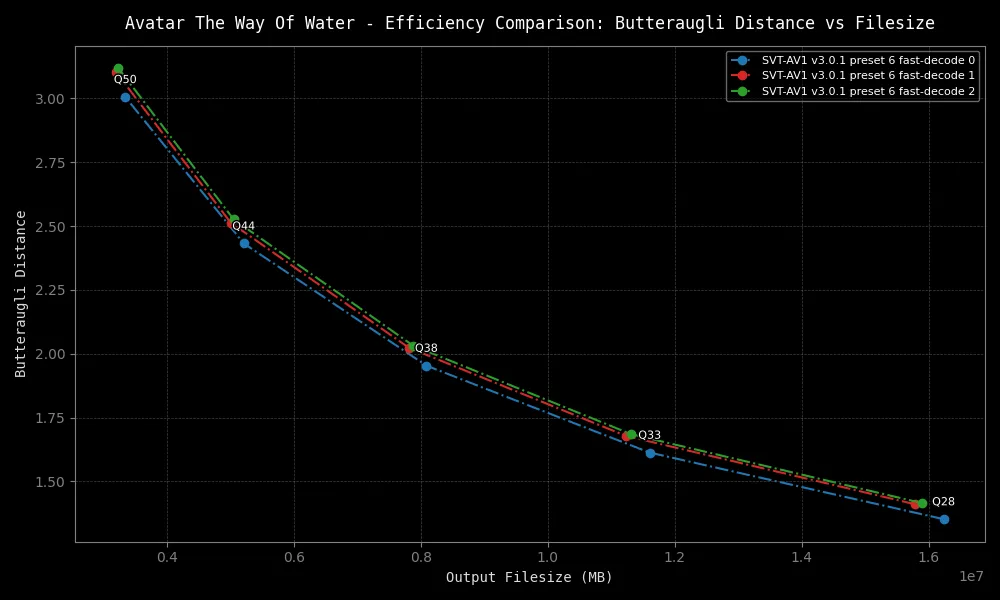 Avatar The Way Of Water - Efficiency Comparison: Butteraugli Distance vs Filesize
SVT-AV1 v3.0.1 preset 6 fast-decode 0
SVT-AV1 v3.0.1 preset 6 fast-decode 1
SVT-AV1 v3.0.1 preset 6 fast-decode 2
Butteraugli Distance
3.00
2.75
2.50
2.25
2.00
1.75
1.50
Q50
Q44
Q38
Q33
Q28
0.4
0.6
0.8
1.0
1.2
1.4
1.6
1e7
Output Filesize (MB)